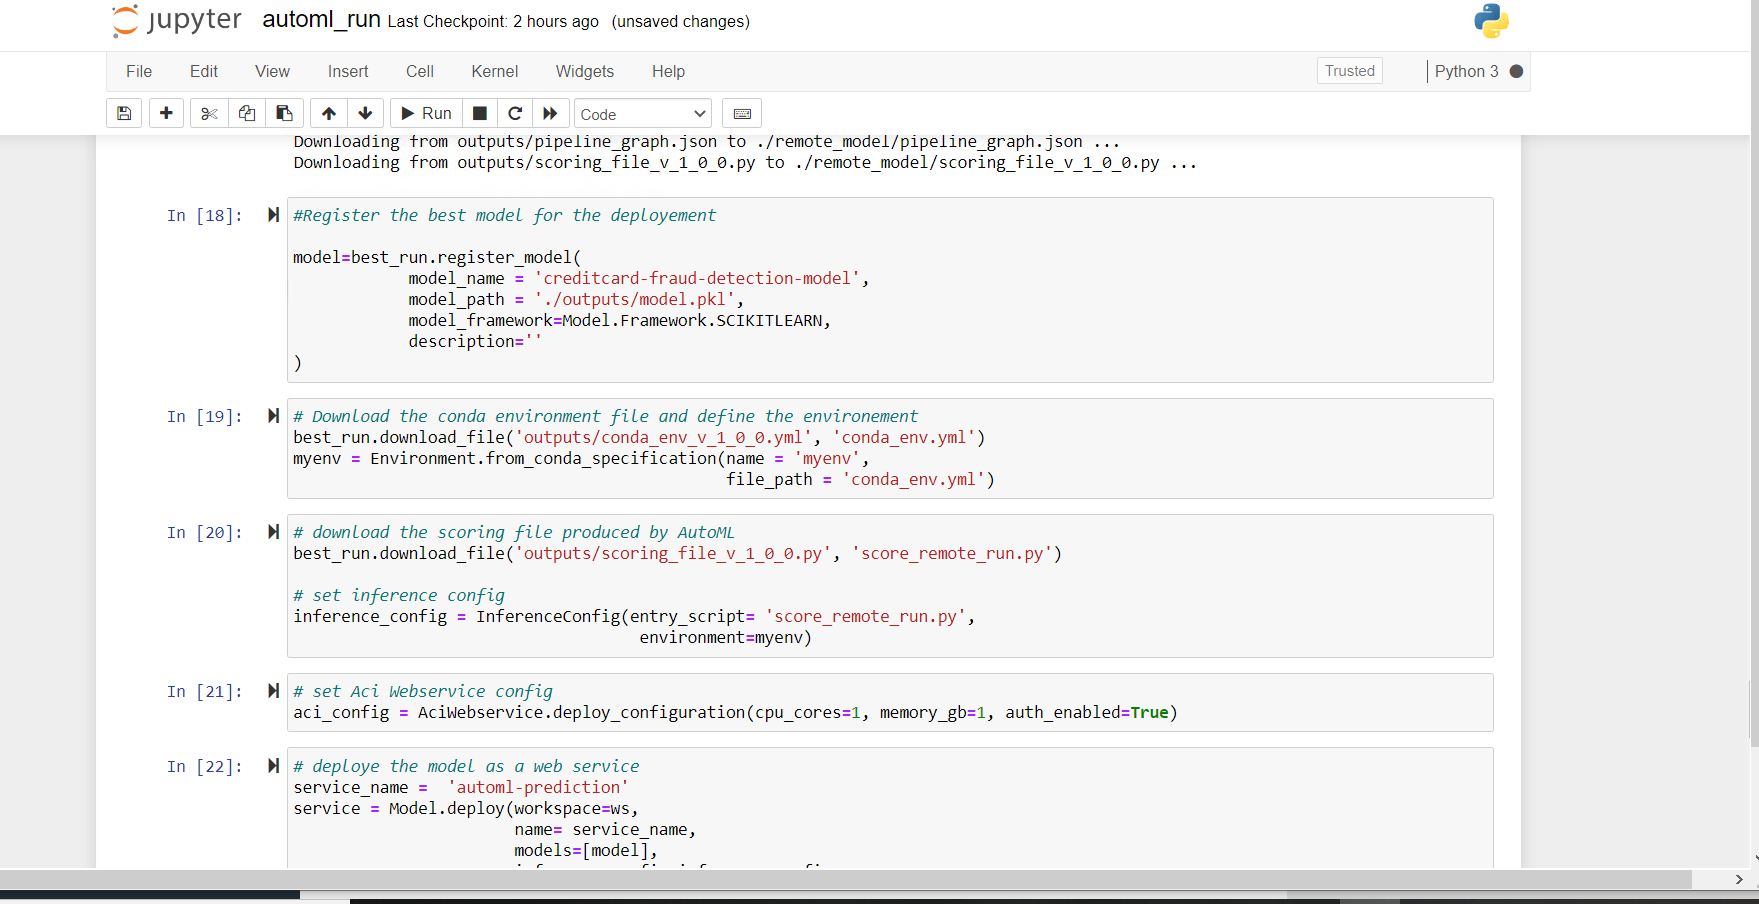 jupyter automl_run Last Checkpoint: 2 hours ago (unsaved changes)
File Edit View Insert Cell Kernel Widgets Help Trusted Python 3
Run Code
Downloading from outputs/pipeline_graph.json to ./remote_model/pipeline_graph.json ...
Downloading from outputs/scoring_file_v_1_0_0.py to ./remote_model/scoring_file_v_1_0_0.py ...
In [18]: #Register the best model for the deployement
model=best_run.register_model(
model_name = 'creditcard-fraud-detection-model',
model_path = './outputs/model.pkl',
model_framework=Model.Framework.SCIKITLEARN,
description=''
)
In [19]: # Download the conda environment file and define the environement
best_run.download_file('outputs/conda_env_v_1_0_0.yml', 'conda_env.yml')
myenv = Environment.from_conda_specification(name = 'myenv',
file_path = 'conda_env.yml')
In [20]: # download the scoring file produced by AutoML
best_run.download_file('outputs/scoring_file_v_1_0_0.py', 'score_remote_run.py')
# set inference config
inference_config = InferenceConfig(entry_script= 'score_remote_run.py',
environment=myenv)
In [21]: # set Aci Webservice config
aci_config = AciWebservice.deploy_configuration(cpu_cores=1, memory_gb=1, auth_enabled=True)
In [22]: # deploye the model as a web service
service_name =  'automl-prediction'
service = Model.deploy(workspace=ws,
name= service_name,
models=[model],